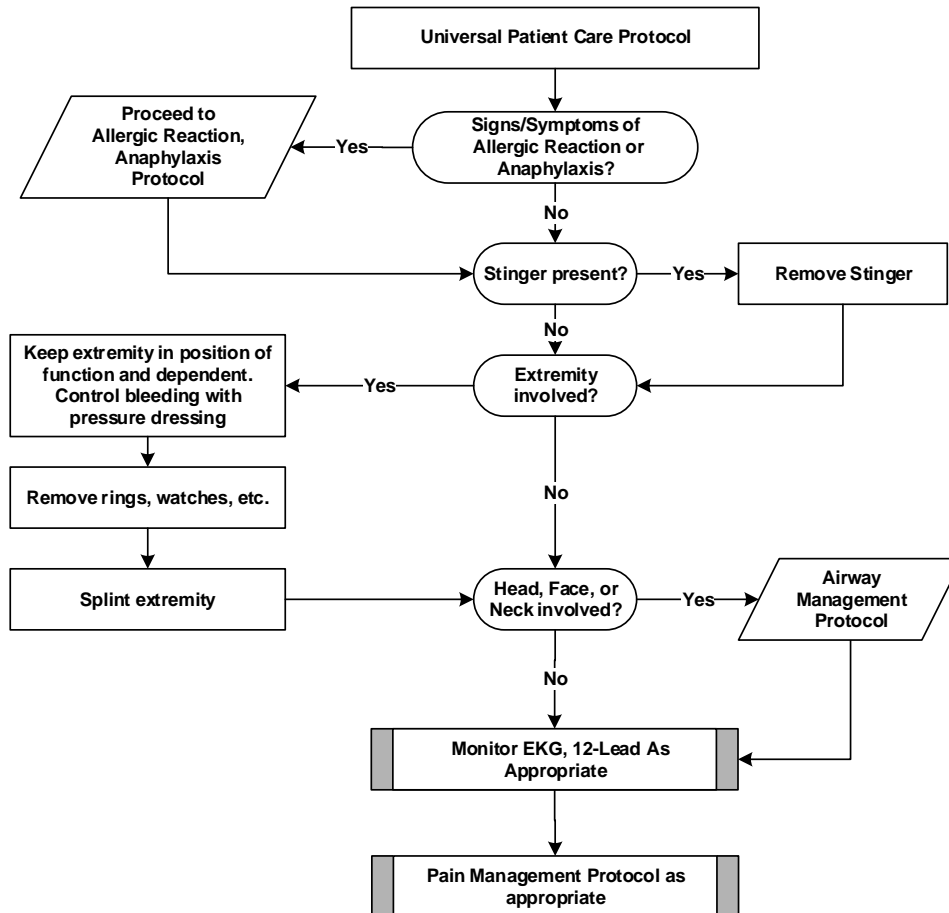 Universal Patient Care Protocol
Proceed to
Allergic Reaction,
Anaphylaxis
Protocol
Yes
Signs/Symptoms of
Allergic Reaction or
Anaphylaxis?
No
Stinger present?
Yes
Remove Stinger
No
Keep extremity in position of
function and dependent.
Control bleeding with
pressure dressing
Yes
Extremity
involved?
Remove rings, watches, etc.
No
Splint extremity
Head, Face, or
Neck involved?
Yes
Airway
Management
Protocol
No
Monitor EKG, 12-Lead As
Appropriate
Pain Management Protocol as
appropriate